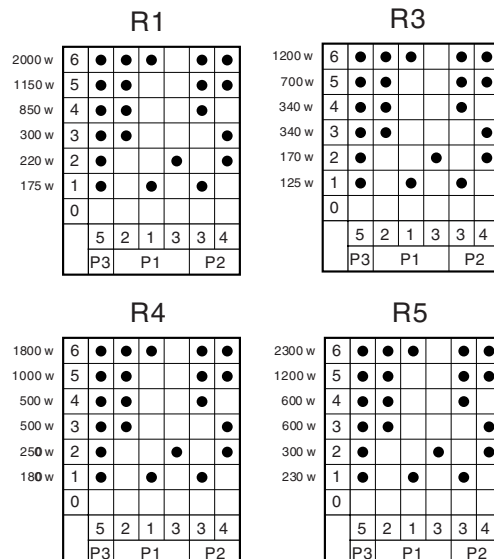 R1
2000 w 6 ● ● ● ● ●
1150 w 5 ● ● ● ●
850 w 4 ● ● ●
300 w 3 ● ● ●
220 w 2 ● ● ●
175 w 1 ● ● ●
0
5 2 1 3 3 4
P3 P1 P2
R3
1200 w 6 ● ● ● ● ●
700 w 5 ● ● ● ●
340 w 4 ● ● ●
340 w 3 ● ● ●
170 w 2 ● ● ●
125 w 1 ● ● ●
0
5 2 1 3 3 4
P3 P1 P2
R4
1800 w 6 ● ● ● ● ●
1000 w 5 ● ● ● ●
500 w 4 ● ● ●
500 w 3 ● ● ●
250 w 2 ● ● ●
180 w 1 ● ● ●
0
5 2 1 3 3 4
P3 P1 P2
R5
2300 w 6 ● ● ● ● ●
1200 w 5 ● ● ● ●
600 w 4 ● ● ●
600 w 3 ● ● ●
300 w 2 ● ● ●
230 w 1 ● ● ●
0
5 2 1 3 3 4
P3 P1 P2